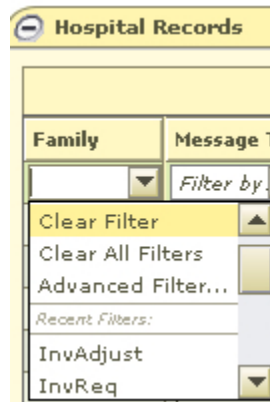 Hospital Records
Family Message
Filter by
Clear Filter
Clear All Filters
Advanced Filter...
Recent Filters:
InvAdjust
InvReq